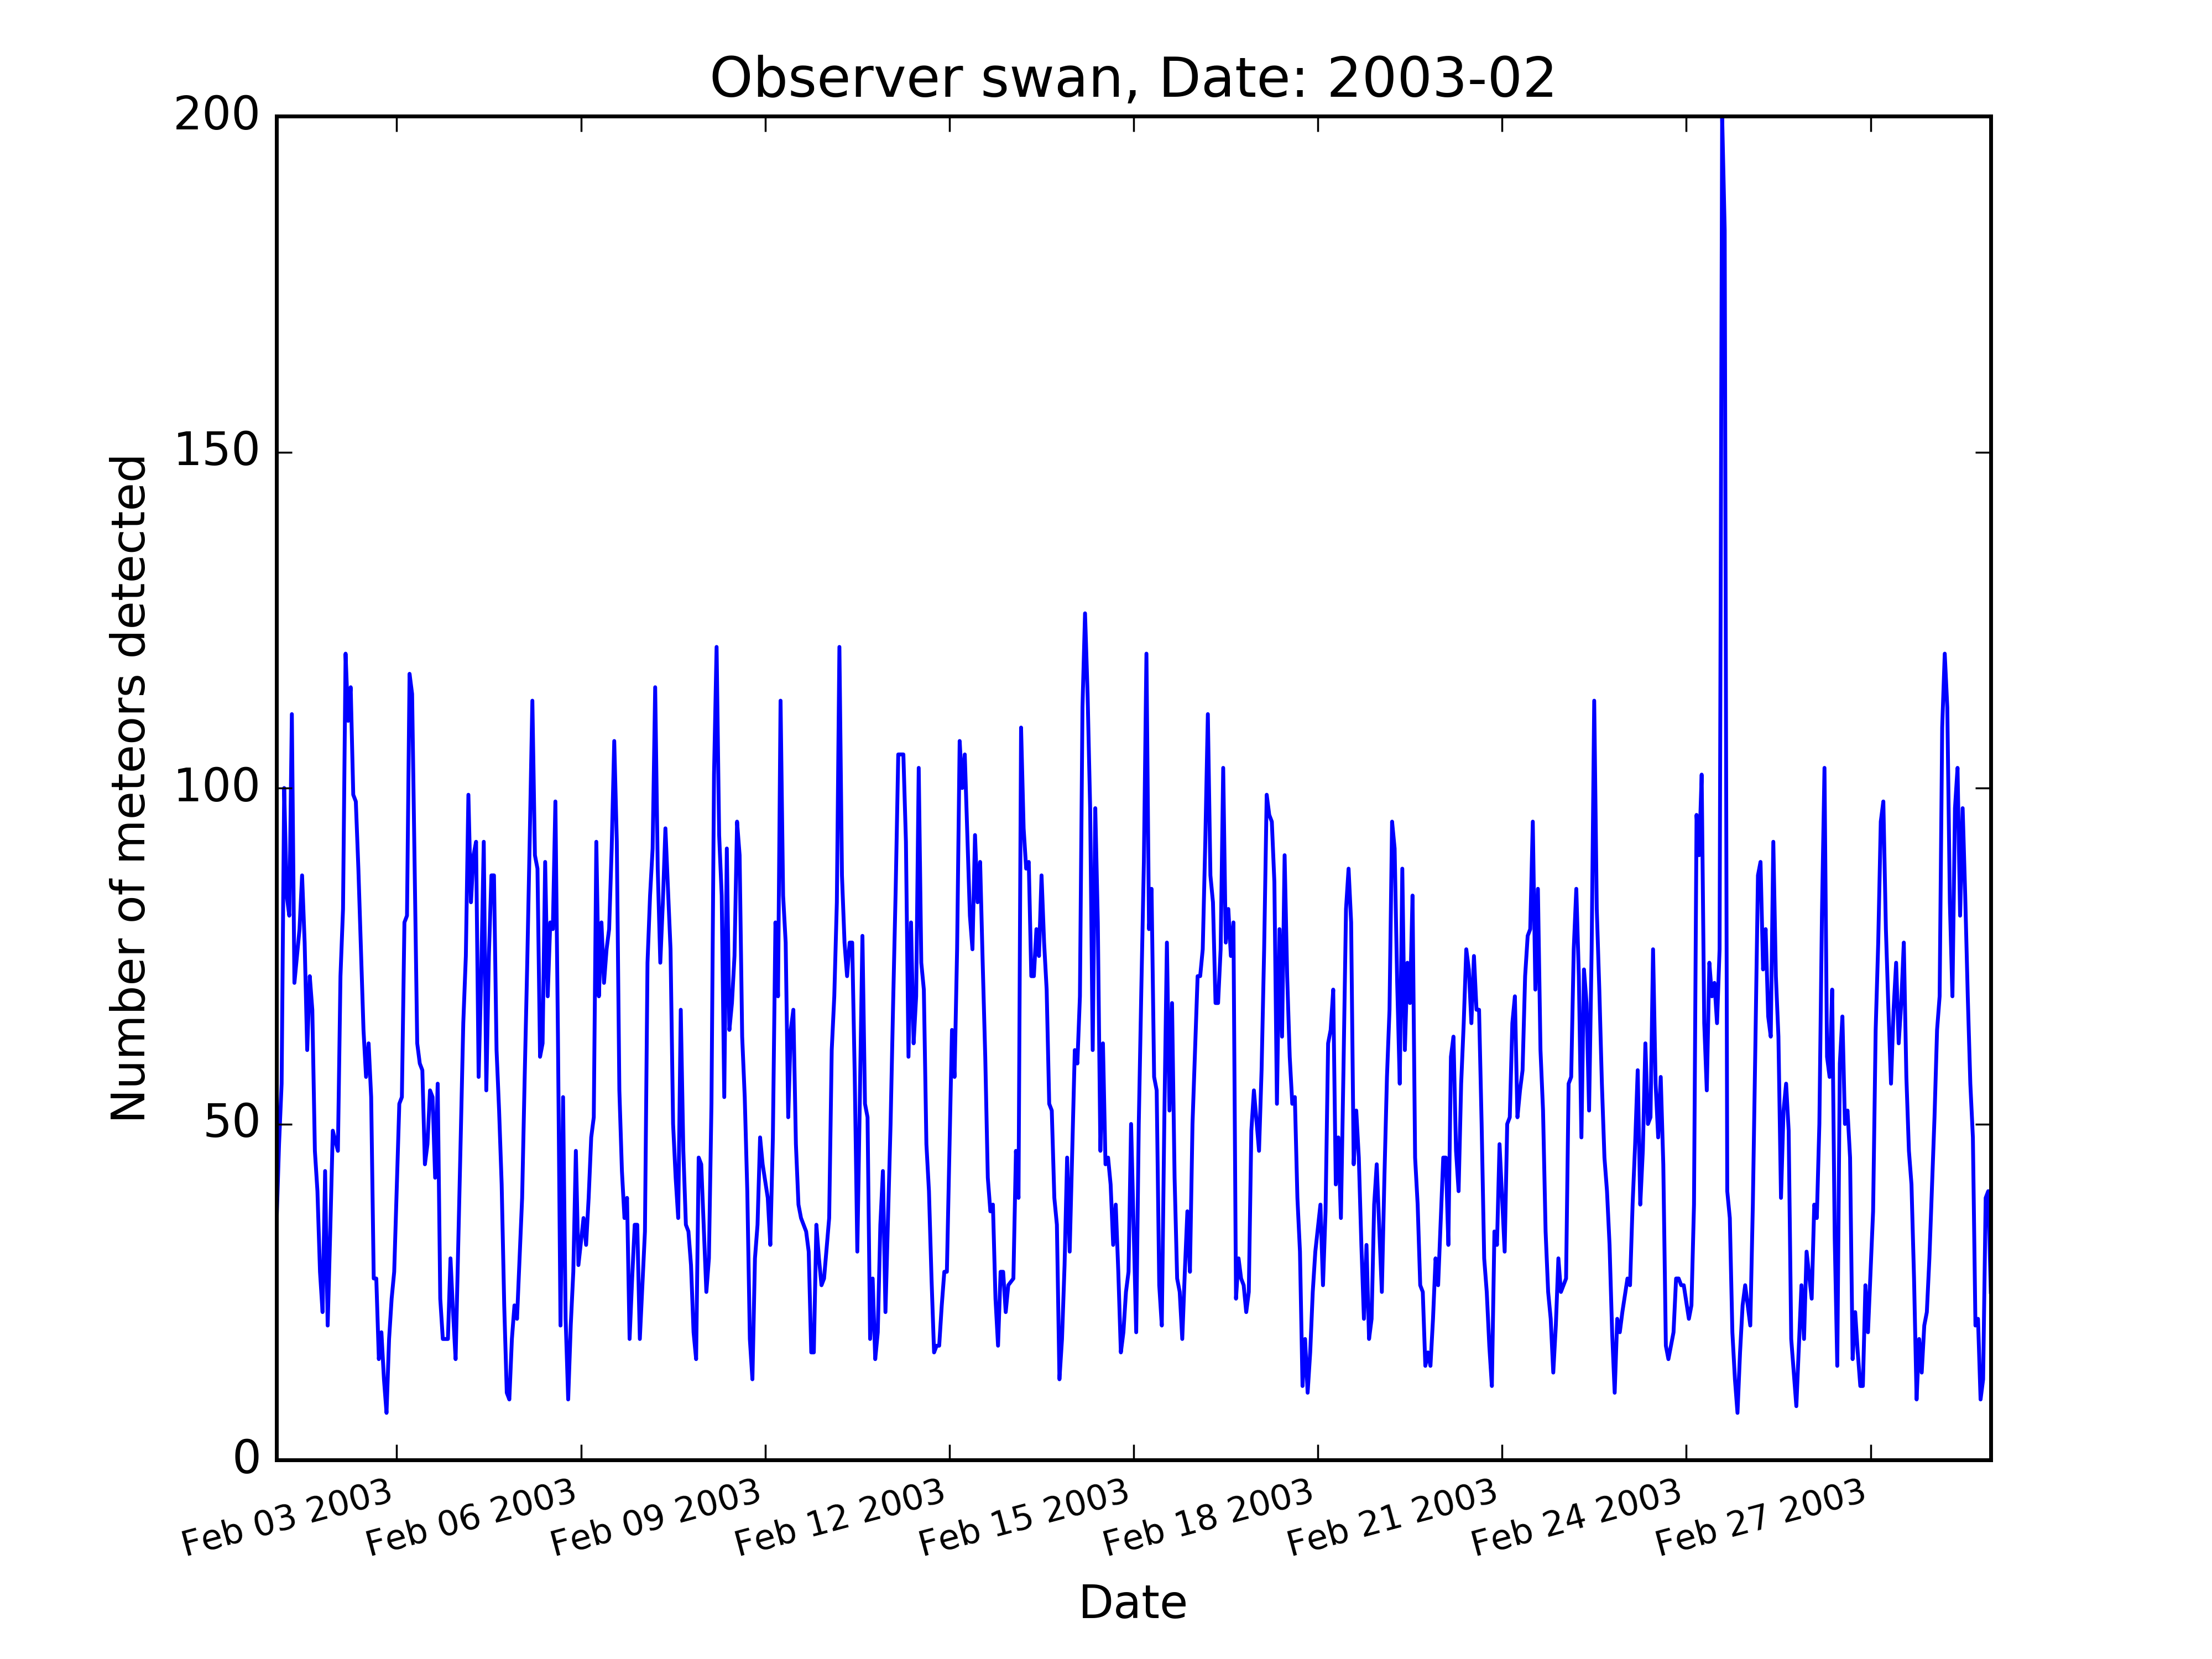 Observer swan, Date: 2003-02
200
150
100
50
0
Number of meteors detected
Feb 03 2003
Feb 06 2003
Feb 09 2003
Feb 12 2003
Feb 15 2003
Feb 18 2003
Feb 21 2003
Feb 24 2003
Feb 27 2003
Date